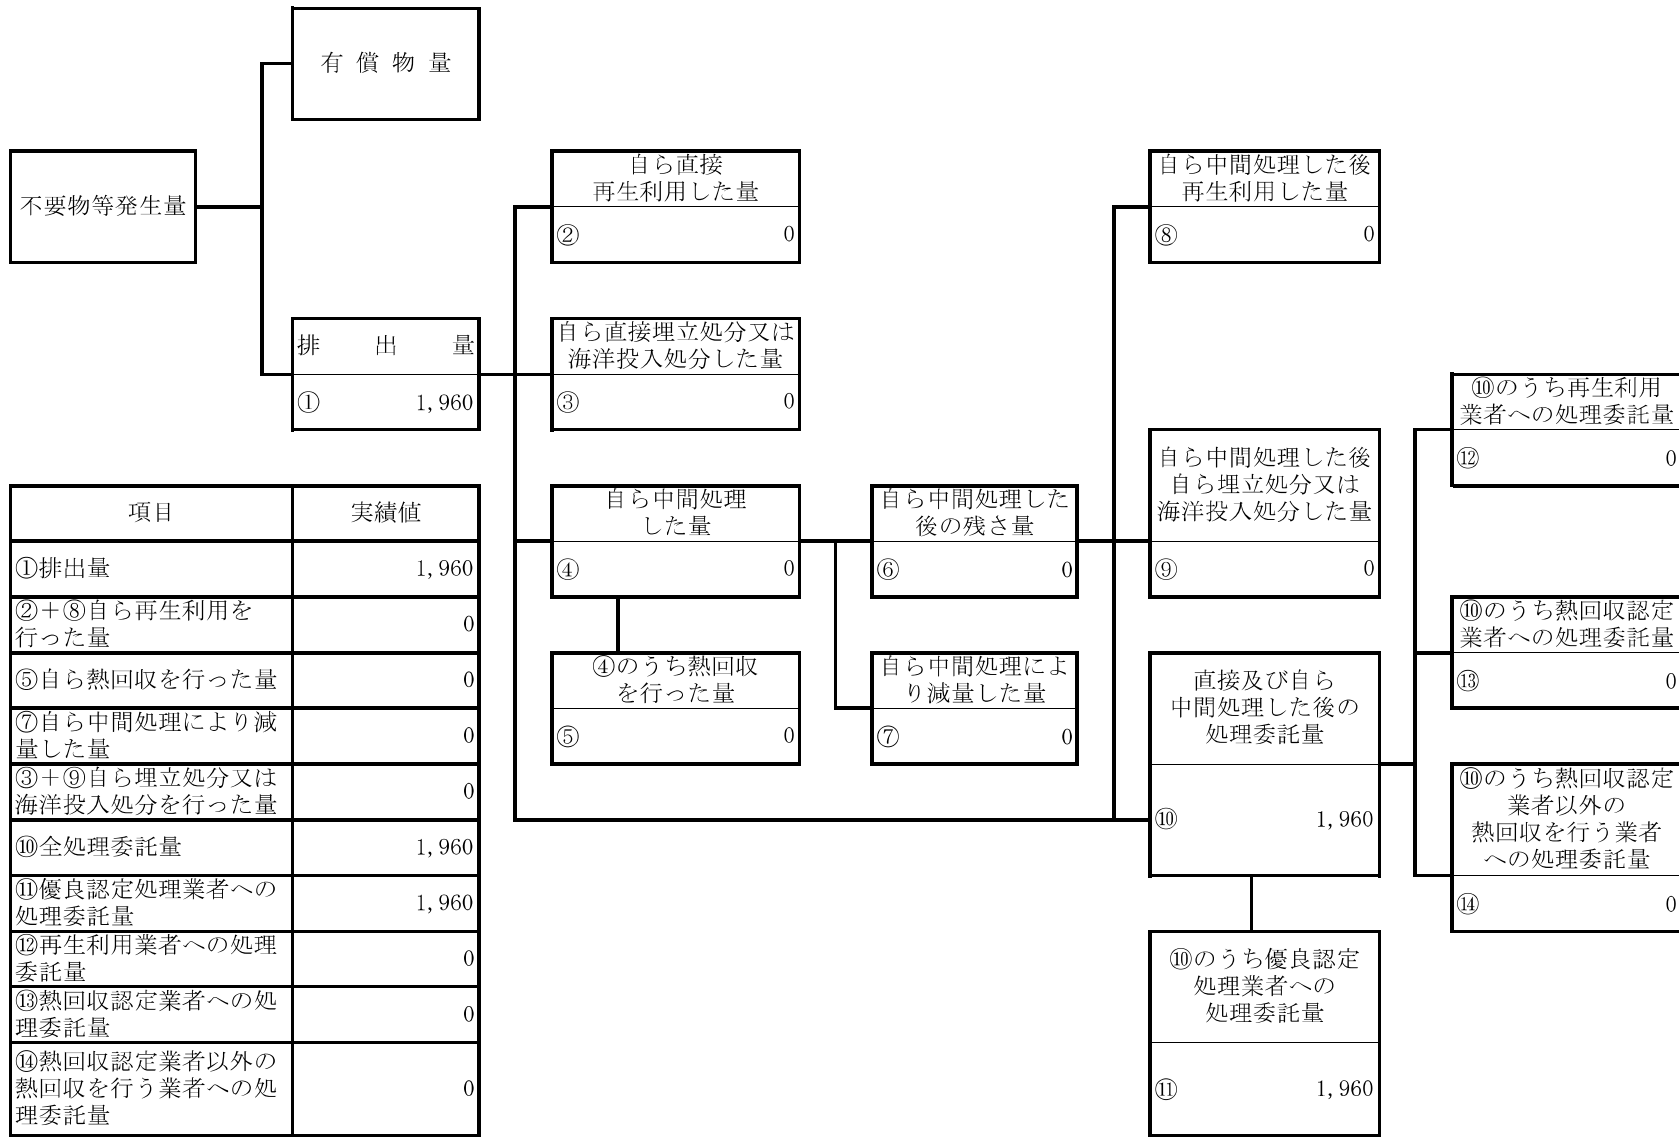 有償物量
不要物等発生量
排出量
① 1,960
自ら直接
再生利用した量
② 0
自ら直接埋立処分又は
海洋投入処分した量
③ 0
自ら中間処理
した量
④ 0
④のうち熱回収
を行った量
⑤ 0
自ら中間処理した
後の残さ量
⑥ 0
自ら中間処理によ
り減量した量
⑦ 0
自ら中間処理した後
再生利用した量
⑧ 0
自ら中間処理した後
自ら埋立処分又は
海洋投入処分した量
⑨ 0
直接及び自ら
中間処理した後の
処理委託量
⑩ 1,960
⑩のうち優良認定
処理業者への
処理委託量
⑪ 1,960
⑩のうち再生利用
業者への処理委託量
⑫ 0
⑩のうち熱回収認定
業者への処理委託量
⑬ 0
⑩のうち熱回収認定
業者以外の
熱回収を行う業者
への処理委託量
⑭ 0
項目 実績値
①排出量 1,960
②＋⑧自ら再生利用を
行った量 0
⑤自ら熱回収を行った量 0
⑦自ら中間処理により減
量した量 0
③＋⑨自ら埋立処分又は
海洋投入処分を行った量 0
⑩全処理委託量 1,960
⑪優良認定処理業者への
処理委託量 1,960
⑫再生利用業者への処理
委託量 0
⑬熱回収認定業者への処
理委託量 0
⑭熱回収認定業者以外の
熱回収を行う業者への処
理委託量 0